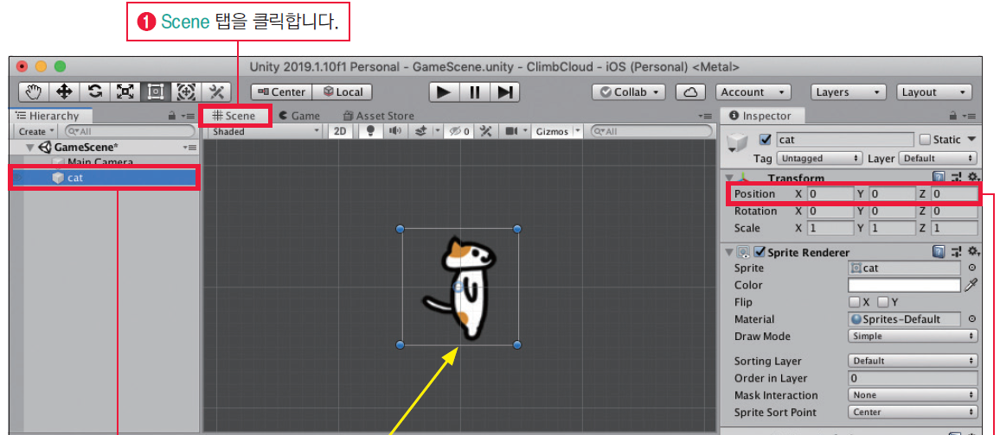 ❶ Scene 탭을 클릭합니다.
Unity 2019.1.10f1 Personal - GameScene.unity - ClimbCloud - iOS (Personal) <Metal>
Center Local Collab Account Layers Layout
Hierarchy Scene Game Asset Store Inspector
Create All Shaded 2D 0 Gizmos All cat Static
GameScene* Tag Untagged Layer Default
Main Camera Transform
cat Position X 0 Y 0 Z 0
Rotation X 0 Y 0 Z 0
Scale X 1 Y 1 Z 1
Sprite Renderer
Sprite cat
Color
Flip X Y
Material Sprites-Default
Draw Mode Simple
Sorting Layer Default
Order in Layer 0
Mask Interaction None
Sprite Sort Point Center